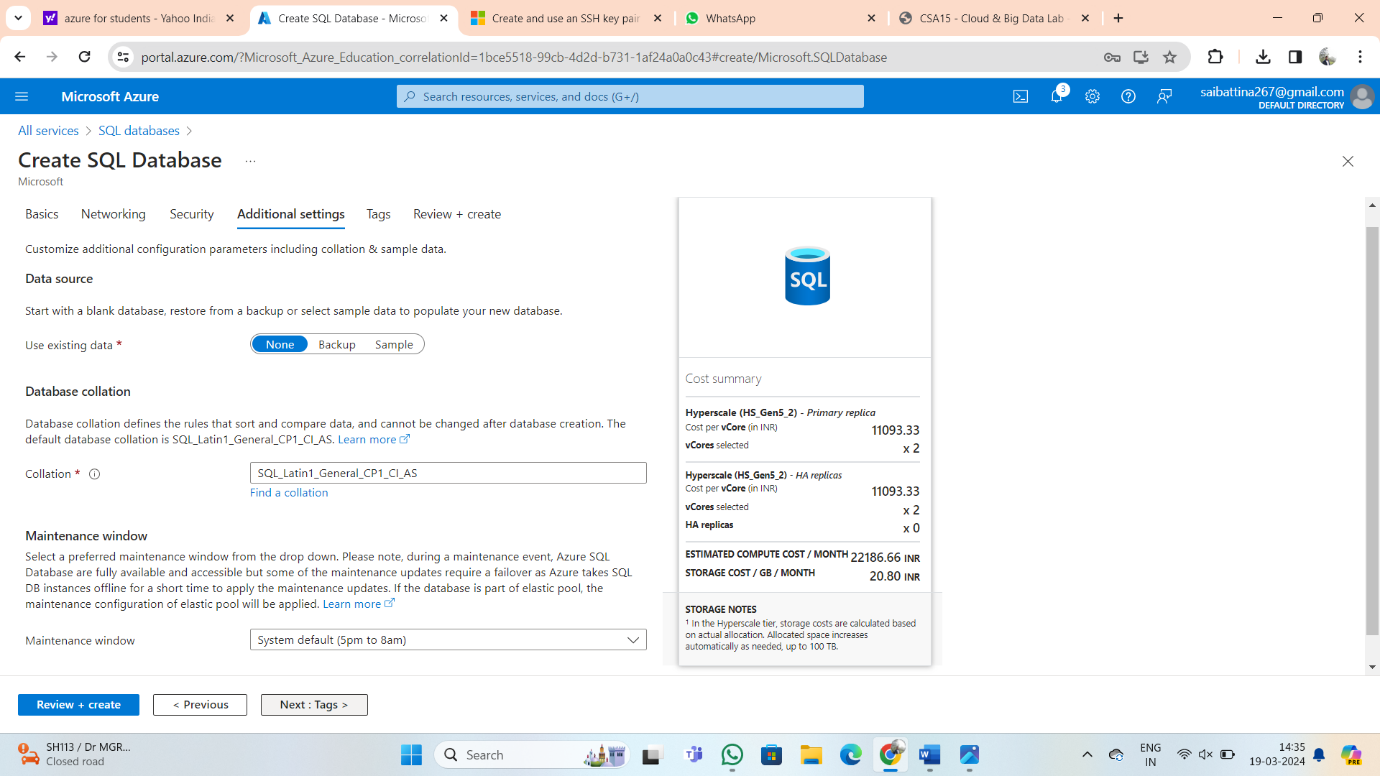 azure for students - Yahoo India
Create SQL Database - Microsof
Create and use an SSH key pair
WhatsApp
CSA15 - Cloud & Big Data Lab
portal.azure.com/?Microsoft_Azure_Education_correlationId=1bce5518-99cb-4d2d-b731-1af24a0a0c43#create/Microsoft.SQLDatabase
Microsoft Azure
Search resources, services, and docs (G+/)
3
saibattina267@gmail.com
DEFAULT DIRECTORY
All services > SQL databases >
Create SQL Database ...
Microsoft
Basics Networking Security Additional settings Tags Review + create
Customize additional configuration parameters including collation & sample data.
Data source
Start with a blank database, restore from a backup or select sample data to populate your new database.
Use existing data * None Backup Sample
Database collation
Database collation defines the rules that sort and compare data, and cannot be changed after database creation. The
default database collation is SQL_Latin1_General_CP1_CI_AS. Learn more
Collation * SQL_Latin1_General_CP1_CI_AS
Find a collation
Maintenance window
Select a preferred maintenance window from the drop down. Please note, during a maintenance event, Azure SQL
Database are fully available and accessible but some of the maintenance updates require a failover as Azure takes SQL
DB instances offline for a short time to apply the maintenance updates. If the database is part of elastic pool, the
maintenance configuration of elastic pool will be applied. Learn more
Maintenance window System default (5pm to 8am)
SQL
Cost summary
Hyperscale (HS_Gen5_2) - Primary replica
Cost per vCore (in INR) 11093.33
vCores selected x 2
Hyperscale (HS_Gen5_2) - HA replicas
Cost per vCore (in INR) 11093.33
vCores selected x 2
HA replicas x 0
ESTIMATED COMPUTE COST / MONTH 22186.66 INR
STORAGE COST / GB / MONTH 20.80 INR
STORAGE NOTES
¹ In the Hyperscale tier, storage costs are calculated based
on actual allocation. Allocated space increases
automatically as needed, up to 100 TB.
Review + create < Previous Next : Tags >
SH113 / Dr MGR...
Closed road
Search
ENG
IN
14:35
19-03-2024
PRE